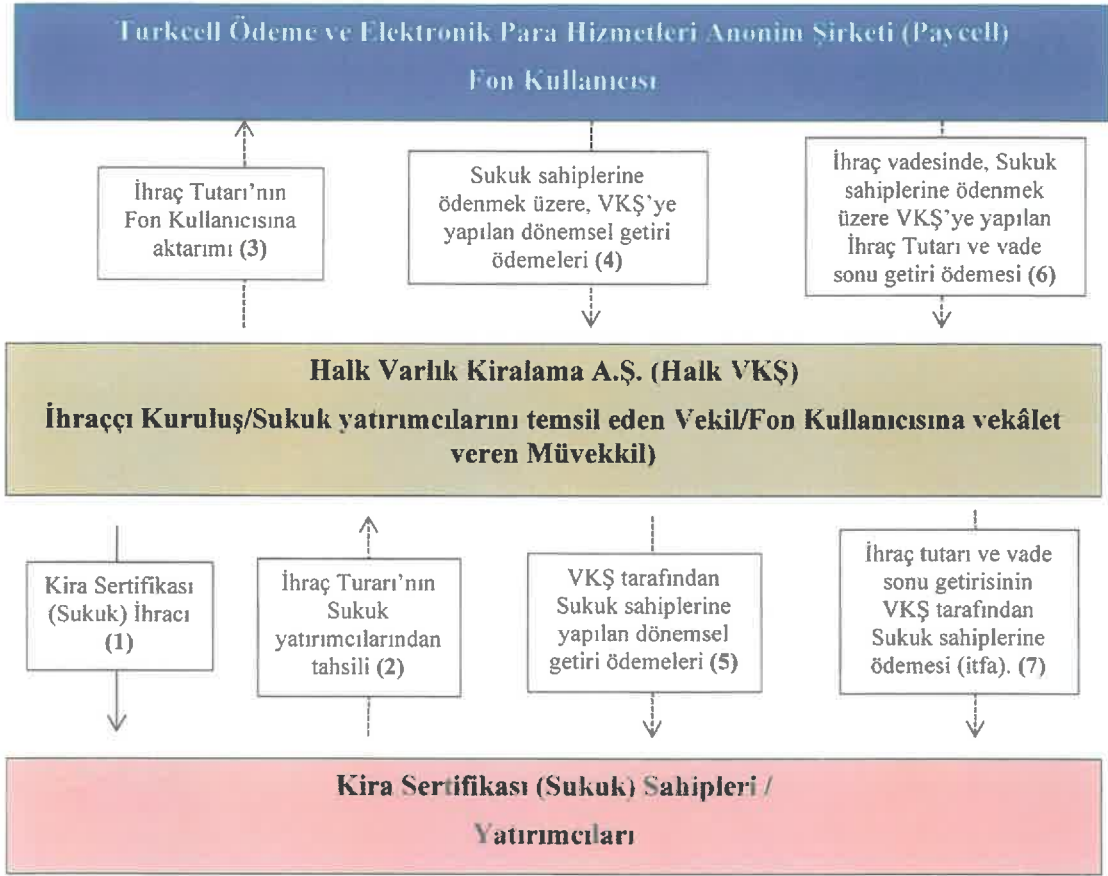 Turkcell Ödeme ve Elektronik Para Hizmetleri Anonim Şirketi (Paycell)
Fon Kullanıcısı
İhraç Tutarı’nın
Fon Kullanıcısına
aktarımı (3)
Sukuk sahiplerine
ödenmek üzere, VKŞ’ye
yapılan dönemsel getiri
ödemeleri (4)
İhraç vadesinde, Sukuk
sahiplerine ödenmek
üzere VKŞ’ye yapılan
İhraç Tutarı ve vade
sonu getiri ödemesi (6)
Halk Varlık Kiralama A.Ş. (Halk VKŞ)
İhraççı Kuruluş/Sukuk yatırımcılarını temsil eden Vekil/Fon Kullanıcısına vekâlet
veren Müvekkil)
Kira Sertifikası
(Sukuk) İhracı
(1)
İhraç Turarı’nın
Sukuk
yatırımcılarından
tahsili (2)
VKŞ tarafından
Sukuk sahiplerine
yapılan dönemsel
getiri ödemeleri (5)
İhraç tutarı ve vade
sonu getirisinin
VKŞ tarafından
Sukuk sahiplerine
ödemesi (itfa). (7)
Kira Sertifikası (Sukuk) Sahipleri /
Yatırımcıları